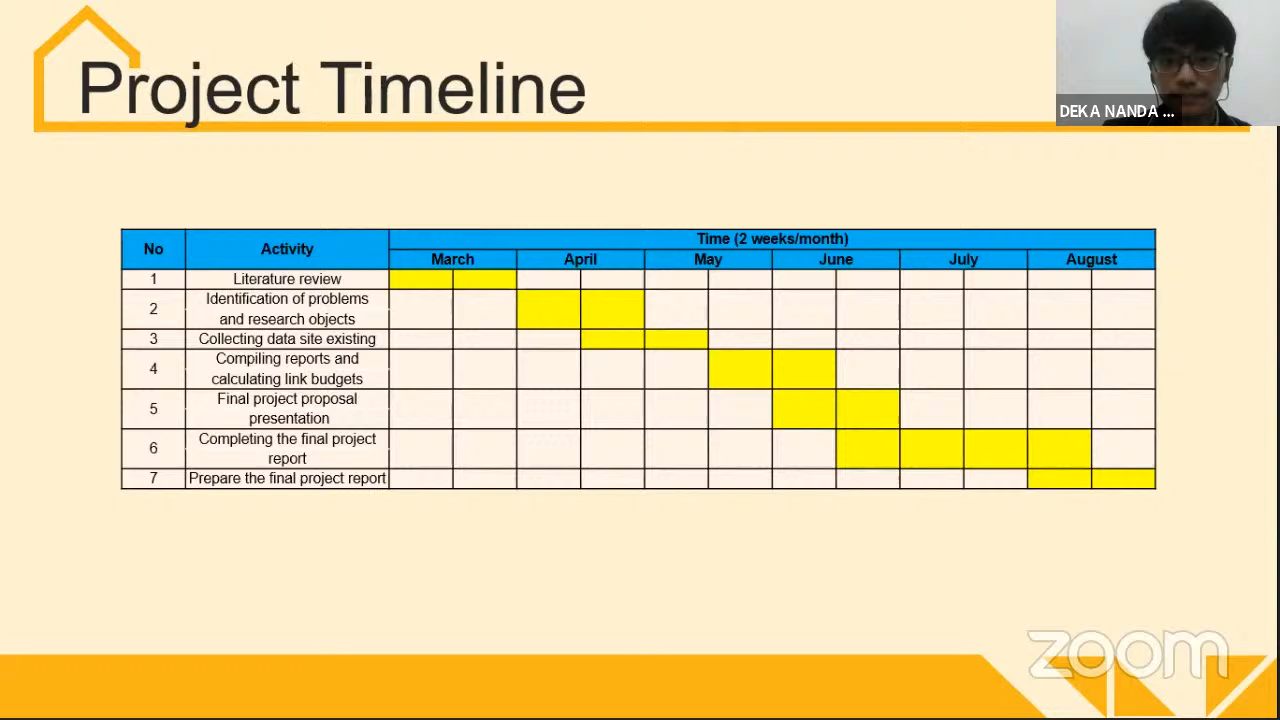 Project Timeline
DEKA NANDA ...
No
Activity
Time (2 weeks/month)
March
April
May
June
July
August
1
Literature review
2
Identification of problems
and research objects
3
Collecting data site existing
4
Compiling reports and
calculating link budgets
5
Final project proposal
presentation
6
Completing the final project
report
7
Prepare the final project report
zoom